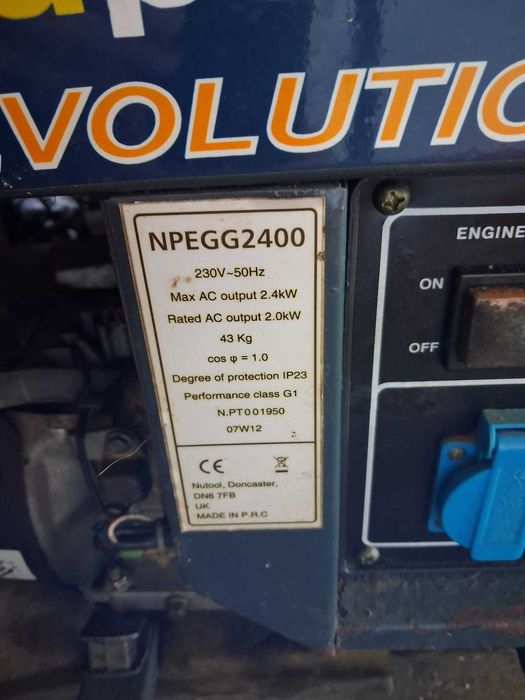 VOLUTIO
NPEGG2400
230V~50Hz
Max AC output 2.4kW
Rated AC output 2.0kW
43 Kg
cos φ = 1.0
Degree of protection IP23
Performance class G1
N.PT001950
07W12
CE
Nutool, Doncaster,
DN6 7FB
UK
MADE IN P.R.C
ENGINE
ON
OFF